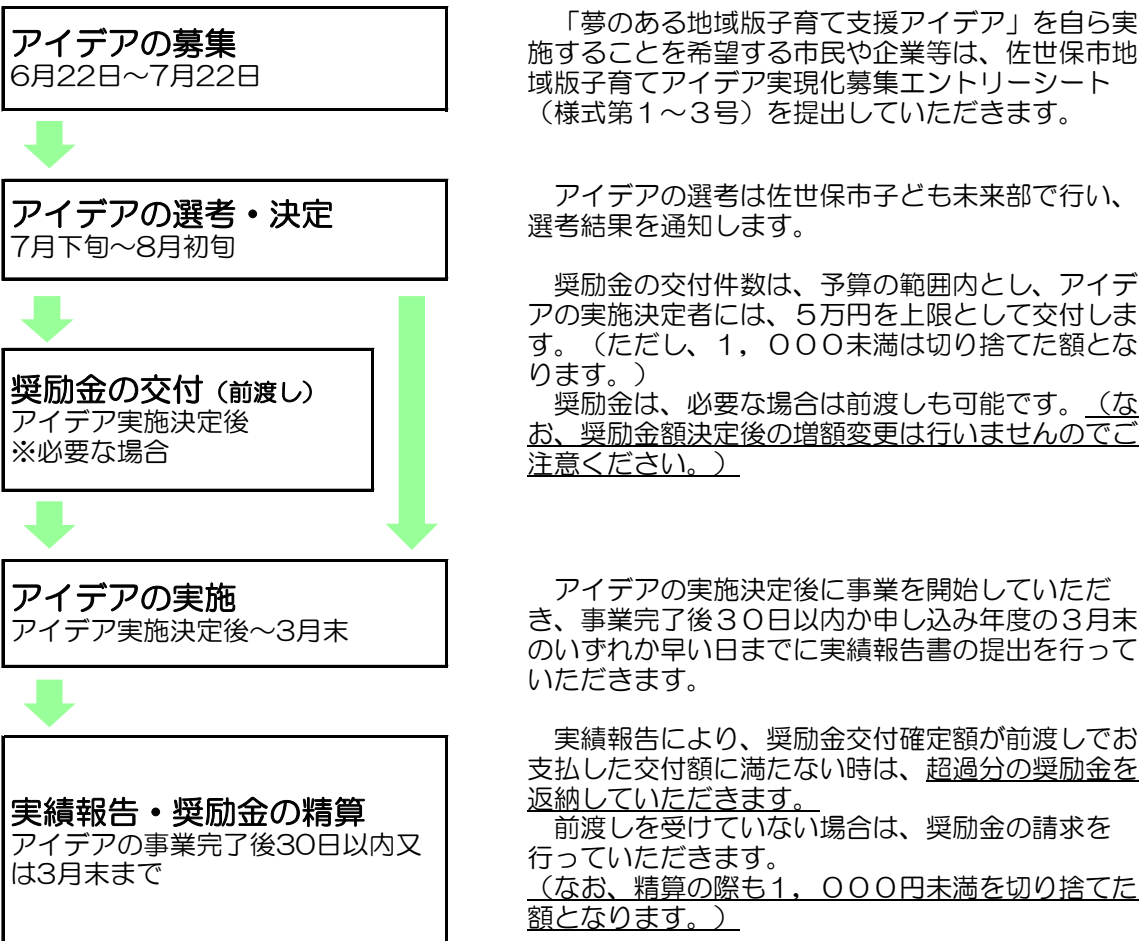 アイデアの募集
6月22日～7月22日
「夢のある地域版子育て支援アイデア」を自ら実
施することを希望する市民や企業等は、佐世保市地
域版子育てアイデア実現化募集エントリーシート
（様式第１～３号）を提出していただきます。
アイデアの選考・決定
7月下旬～8月初旬
アイデアの選考は佐世保市子ども未来部で行い、
選考結果を通知します。
奨励金の交付件数は、予算の範囲内とし、アイデ
アの実施決定者には、５万円を上限として交付しま
す。（ただし、１，０００未満は切り捨てた額とな
ります。）
奨励金は、必要な場合は前渡しも可能です。（な
お、奨励金額決定後の増額変更は行いませんのでご
注意ください。）
奨励金の交付（前渡し）
アイデア実施決定後
※必要な場合
アイデアの実施
アイデア実施決定後～3月末
アイデアの実施決定後に事業を開始していただ
き、事業完了後３０日以内か申し込み年度の３月末
のいずれか早い日までに実績報告書の提出を行って
いただきます。
実績報告・奨励金の精算
アイデアの事業完了後30日以内又
は3月末まで
実績報告により、奨励金交付確定額が前渡しでお
支払した交付額に満たない時は、超過分の奨励金を
返納していただきます。
前渡しを受けていない場合は、奨励金の請求を
行っていただきます。
（なお、精算の際も１，０００円未満を切り捨てた
額となります。）